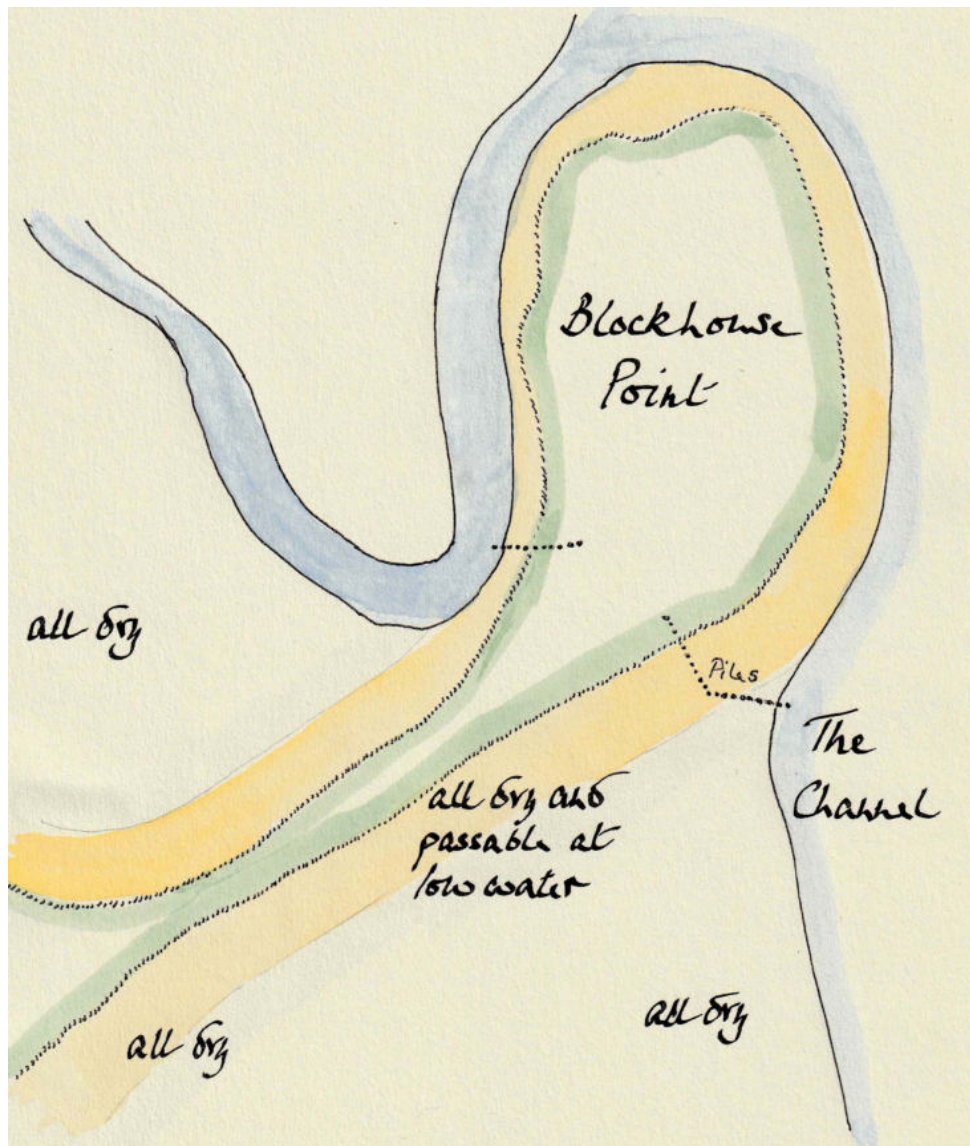 Blockhouse
Point
all dry
Piles
The
Channel
all dry and
passable at
low water
all dry
all dry